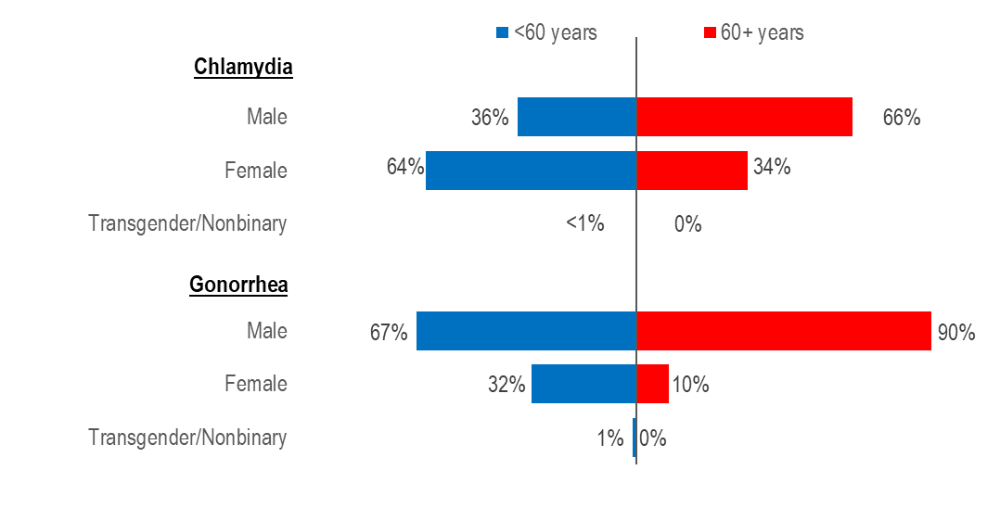 <60 years 60+ years
Chlamydia
Male 36% 66%
Female 64% 34%
Transgender/Nonbinary <1% 0%
Gonorrhea
Male 67% 90%
Female 32% 10%
Transgender/Nonbinary 1% 0%